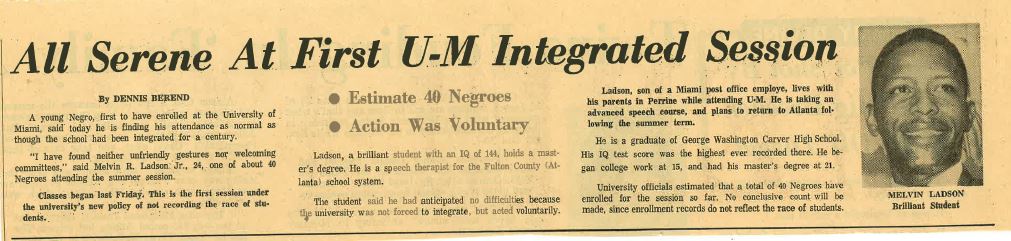 All Serene At First U-M Integrated Session
By DENNIS BEREND
A young Negro, first to have enrolled at the University of
Miami, said today he is finding his attendance as normal as
though the school had been integrated for a century.
"I have found neither unfriendly gestures nor welcoming
committees," said Melvin R. Ladson Jr., 24, one of about 40
Negroes attending the summer session.
Classes began last Friday. This is the first session under
the university's new policy of not recording the race of stu-
dents.
● Estimate 40 Negroes
● Action Was Voluntary
Ladson, a brilliant student with an IQ of 144, holds a mast-
er's degree. He is a speech therapist for the Fulton County (At-
lanta) school system.
The student said he had anticipated no difficulties because
the university was not forced to integrate, but acted voluntarily.
Ladson, son of a Miami post office employe, lives with
his parents in Perrine while attending U-M. He is taking an
advanced speech course, and plans to return to Atlanta fol-
lowing the summer term.
He is a graduate of George Washington Carver High School.
His IQ test score was the highest ever recorded there. He be-
gan college work at 15, and had his master's degree at 21.
University officials estimated that a total of 40 Negroes have
enrolled for the session so far. No conclusive count will be
made, since enrollment records do not reflect the race of students.
MELVIN LADSON
Brilliant Student